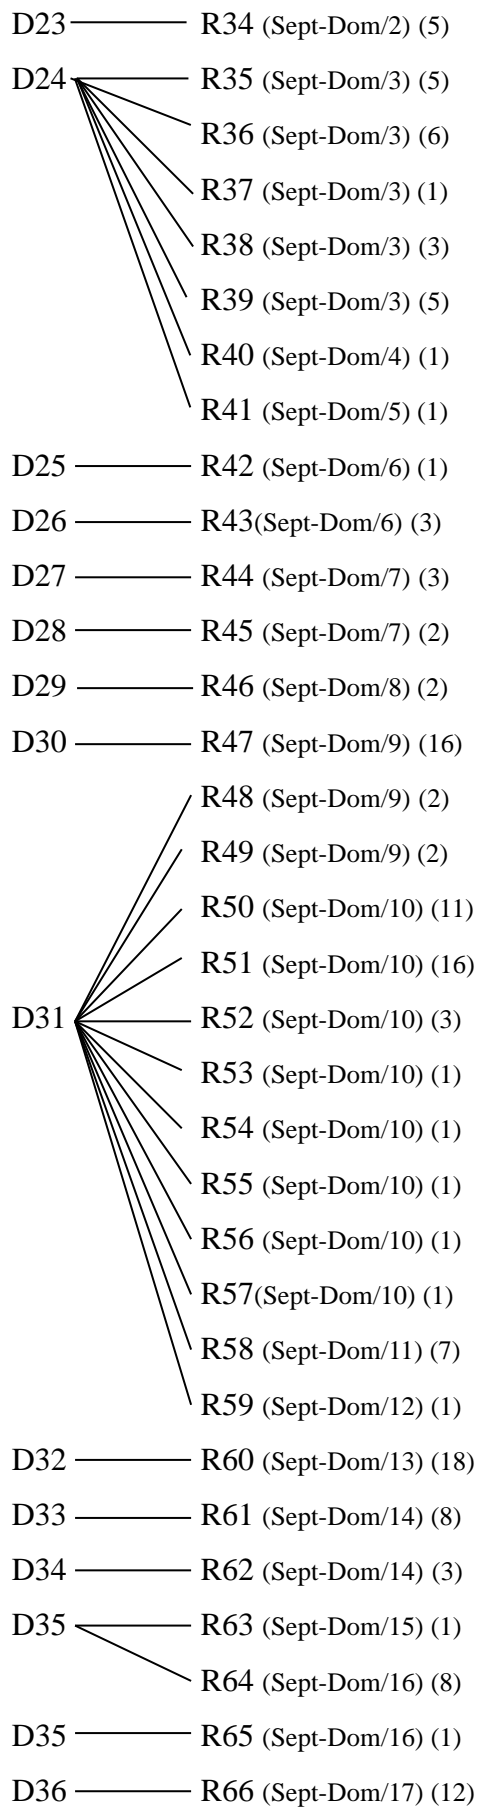 D23 R34 (Sept-Dom/2) (5)
D24 R35 (Sept-Dom/3) (5)
R36 (Sept-Dom/3) (6)
R37 (Sept-Dom/3) (1)
R38 (Sept-Dom/3) (3)
R39 (Sept-Dom/3) (5)
R40 (Sept-Dom/4) (1)
R41 (Sept-Dom/5) (1)
D25 R42 (Sept-Dom/6) (1)
D26 R43(Sept-Dom/6) (3)
D27 R44 (Sept-Dom/7) (3)
D28 R45 (Sept-Dom/7) (2)
D29 R46 (Sept-Dom/8) (2)
D30 R47 (Sept-Dom/9) (16)
R48 (Sept-Dom/9) (2)
R49 (Sept-Dom/9) (2)
R50 (Sept-Dom/10) (11)
R51 (Sept-Dom/10) (16)
D31 R52 (Sept-Dom/10) (3)
R53 (Sept-Dom/10) (1)
R54 (Sept-Dom/10) (1)
R55 (Sept-Dom/10) (1)
R56 (Sept-Dom/10) (1)
R57(Sept-Dom/10) (1)
R58 (Sept-Dom/11) (7)
R59 (Sept-Dom/12) (1)
D32 R60 (Sept-Dom/13) (18)
D33 R61 (Sept-Dom/14) (8)
D34 R62 (Sept-Dom/14) (3)
D35 R63 (Sept-Dom/15) (1)
R64 (Sept-Dom/16) (8)
D35 R65 (Sept-Dom/16) (1)
D36 R66 (Sept-Dom/17) (12)